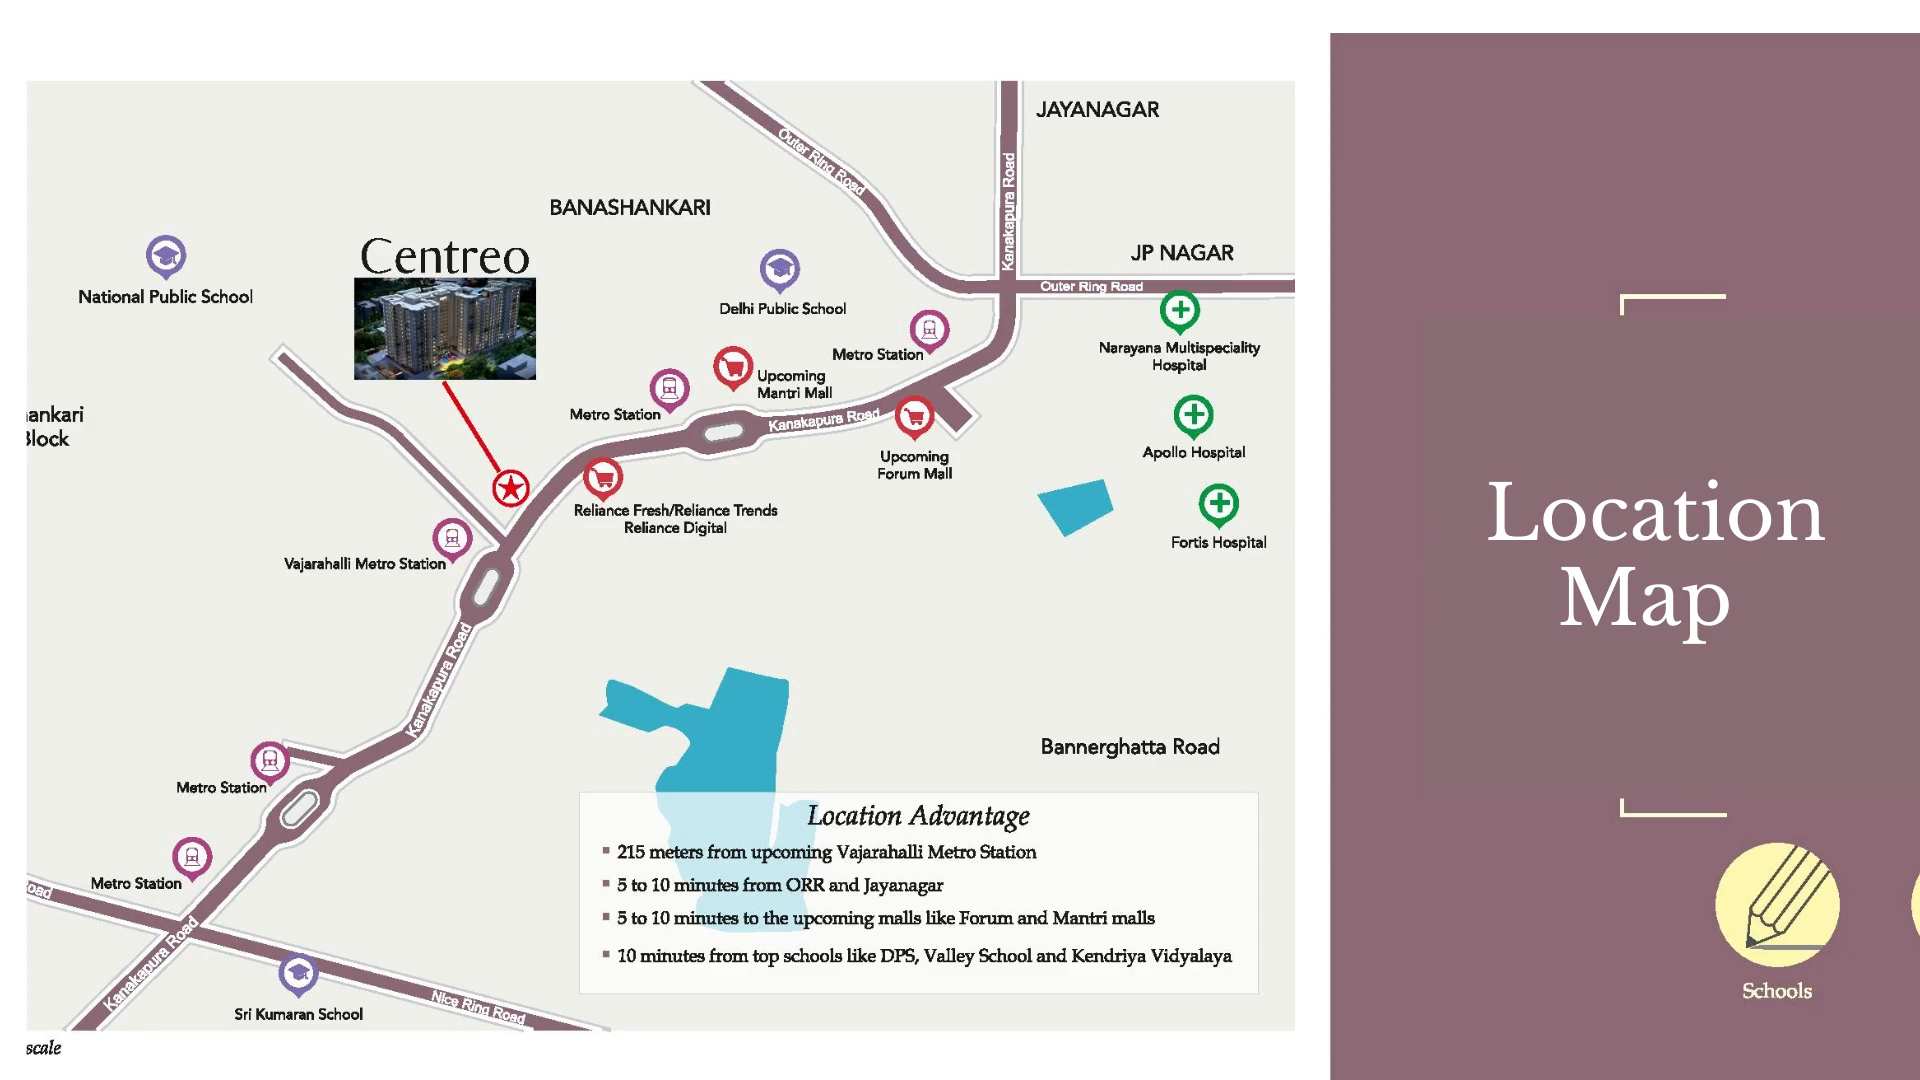 JAYANAGAR
Outer Ring Road
Kanakapura Road
BANASHANKARI
Centreo
JP NAGAR
National Public School
Delhi Public School
Outer Ring Road
Metro Station
Narayana Multispeciality
Hospital
Upcoming
Mantri Mall
Metro Station
Kanakapura Road
ankari
Block
Upcoming
Forum Mall
Apollo Hospital
Reliance Fresh/Reliance Trends
Reliance Digital
Fortis Hospital
Vajarahalli Metro Station
Kanakapura Road
Location
Map
Bannerghatta Road
Metro Station
Location Advantage
▪ 215 meters from upcoming Vajarahalli Metro Station
▪ 5 to 10 minutes from ORR and Jayanagar
▪ 5 to 10 minutes to the upcoming malls like Forum and Mantri malls
▪ 10 minutes from top schools like DPS, Valley School and Kendriya Vidyalaya
Metro Station
oad
Kanakapura Road
Nice Ring Road
Sri Kumaran School
Schools
scale